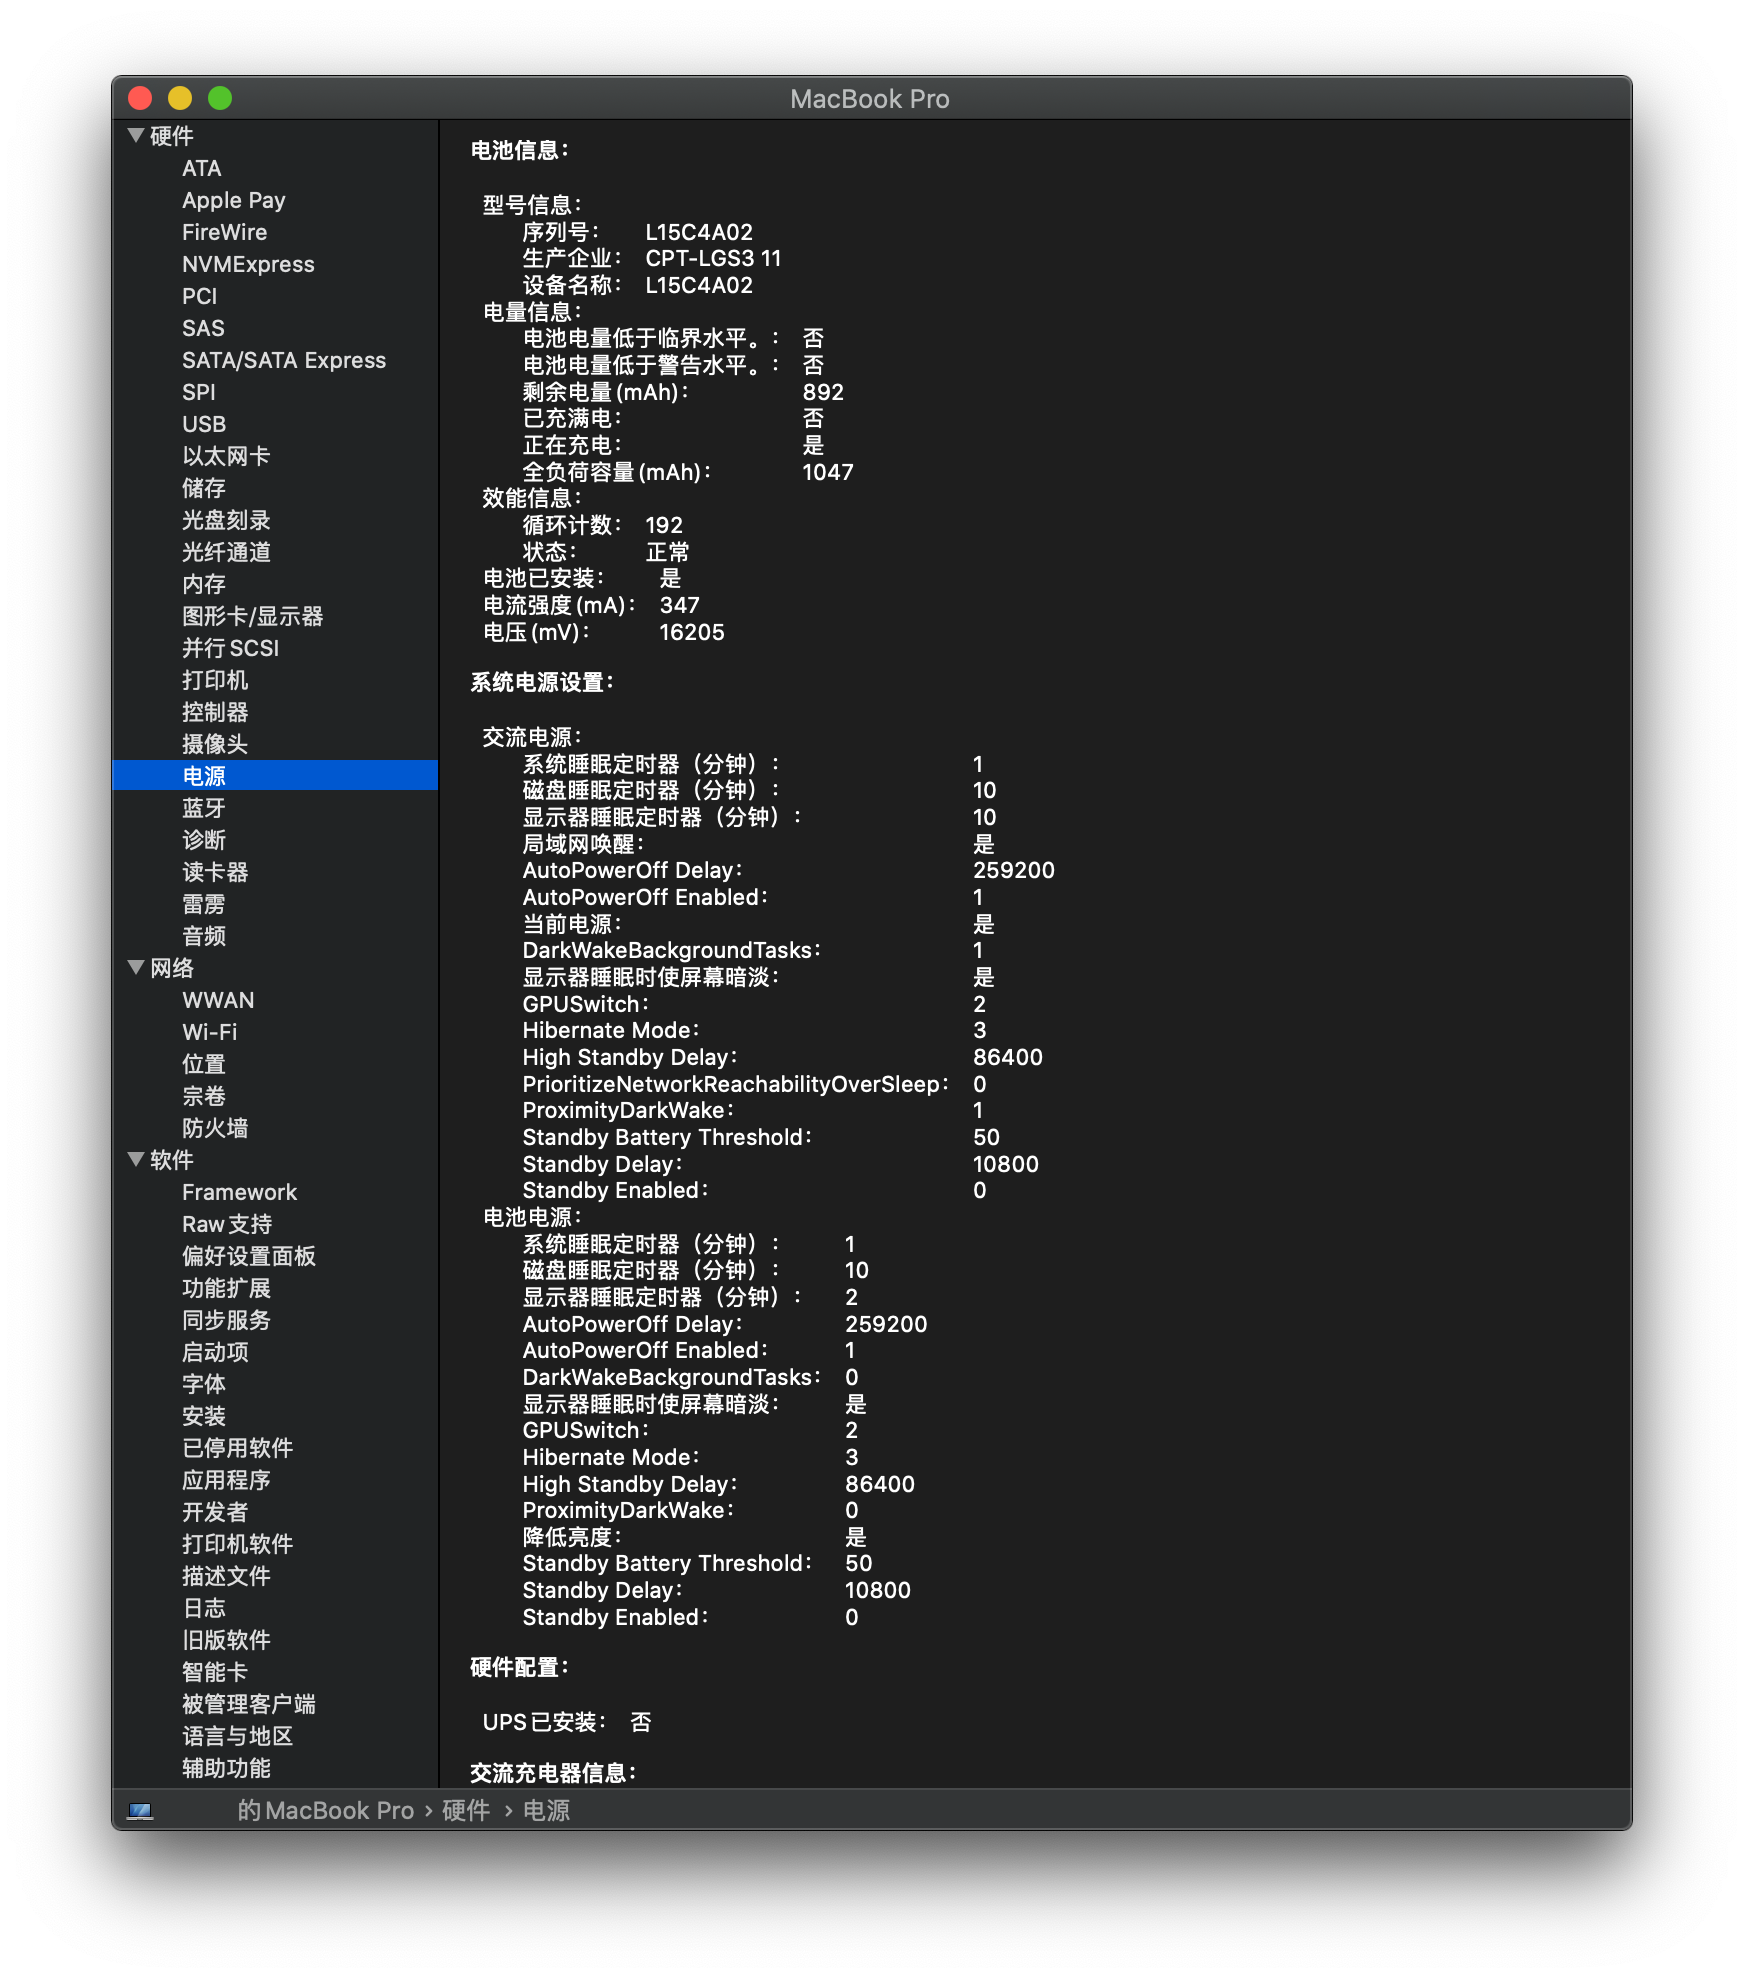 MacBook Pro
硬件
ATA
Apple Pay
FireWire
NVMExpress
PCI
SAS
SATA/SATA Express
SPI
USB
以太网卡
储存
光盘刻录
光纤通道
内存
图形卡/显示器
并行 SCSI
打印机
控制器
摄像头
电源
蓝牙
诊断
读卡器
雷雳
音频
网络
WWAN
Wi-Fi
位置
宗卷
防火墙
软件
Framework
Raw 支持
偏好设置面板
功能扩展
同步服务
启动项
字体
安装
已停用软件
应用程序
开发者
打印机软件
描述文件
日志
旧版软件
智能卡
被管理客户端
语言与地区
辅助功能
电池信息：
型号信息：
序列号： L15C4A02
生产企业： CPT-LGS3 11
设备名称： L15C4A02
电量信息：
电池电量低于临界水平。： 否
电池电量低于警告水平。： 否
剩余电量 (mAh)： 892
已充满电： 否
正在充电： 是
全负荷容量 (mAh)： 1047
效能信息：
循环计数： 192
状态： 正常
电池已安装： 是
电流强度 (mA)： 347
电压 (mV)： 16205
系统电源设置：
交流电源：
系统睡眠定时器（分钟）： 1
磁盘睡眠定时器（分钟）： 10
显示器睡眠定时器（分钟）： 10
局域网唤醒： 是
AutoPowerOff Delay： 259200
AutoPowerOff Enabled： 1
当前电源： 是
DarkWakeBackgroundTasks： 1
显示器睡眠时使屏幕暗淡： 是
GPUSwitch： 2
Hibernate Mode： 3
High Standby Delay： 86400
PrioritizeNetworkReachabilityOverSleep： 0
ProximityDarkWake： 1
Standby Battery Threshold： 50
Standby Delay： 10800
Standby Enabled： 0
电池电源：
系统睡眠定时器（分钟）： 1
磁盘睡眠定时器（分钟）： 10
显示器睡眠定时器（分钟）： 2
AutoPowerOff Delay： 259200
AutoPowerOff Enabled： 1
DarkWakeBackgroundTasks： 0
显示器睡眠时使屏幕暗淡： 是
GPUSwitch： 2
Hibernate Mode： 3
High Standby Delay： 86400
ProximityDarkWake： 0
降低亮度： 是
Standby Battery Threshold： 50
Standby Delay： 10800
Standby Enabled： 0
硬件配置：
UPS 已安装： 否
交流充电器信息：
的 MacBook Pro › 硬件 › 电源